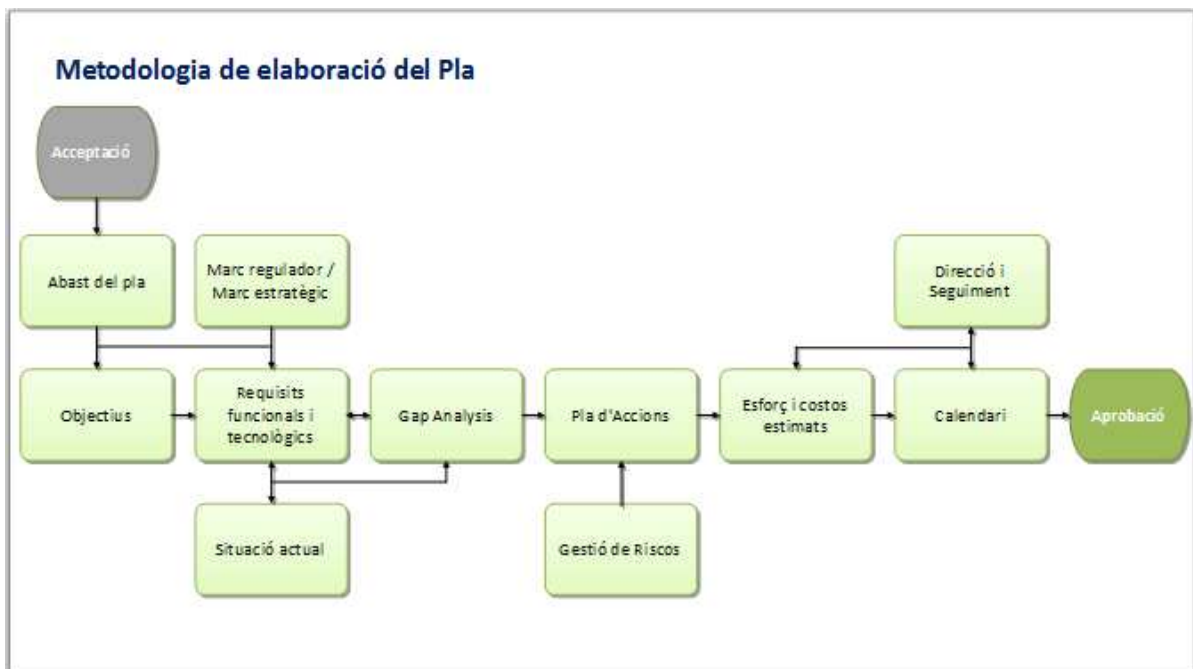 Metodologia de elaboració del Pla
Acceptació
Abast del pla
Marc regulador /
Marc estratègic
Direcció i
Seguiment
Objectius
Requisits
funcionals i
tecnològics
Gap Analysis
Pla d'Accions
Esforç i costos
estimats
Calendari
Aprobació
Situació actual
Gestió de Riscos